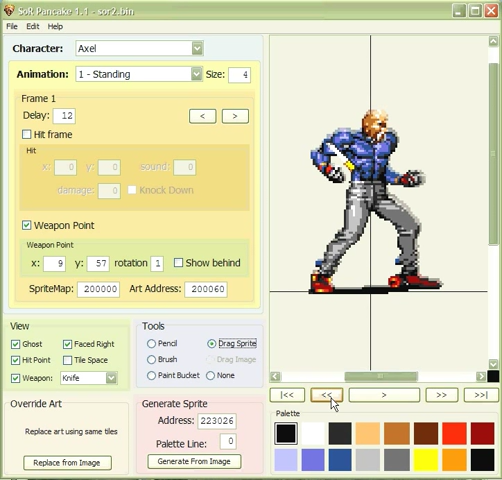 SoR Pancake 1.1 - sor2.bin
File Edit Help
Character: Axel
Animation: 1 - Standing Size: 4
Frame 1
Delay: 12 < >
Hit frame
Hit
x: 0 y: 0 sound: 0
damage: 0 Knock Down
Weapon Point
Weapon Point
x: 9 y: 57 rotation 1 Show behind
SpriteMap: 200000 Art Address: 200060
View
Ghost Faced Right
Hit Point Tile Space
Weapon: Knife
Tools
Pencil Drag Sprite
Brush Drag Image
Paint Bucket None
|<< << > >> >>|
Override Art
Replace art using same tiles
Replace from Image
Generate Sprite
Address: 223026
Palette Line: 0
Generate From Image
Palette